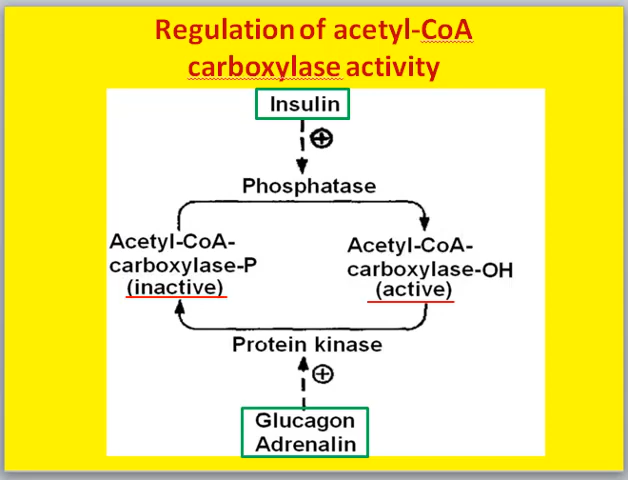 Regulation of acetyl-CoA
carboxylase activity
Insulin
⊕
Phosphatase
Acetyl-CoA-
carboxylase-P
(inactive)
Acetyl-CoA-
carboxylase-OH
(active)
Protein kinase
⊕
Glucagon
Adrenalin